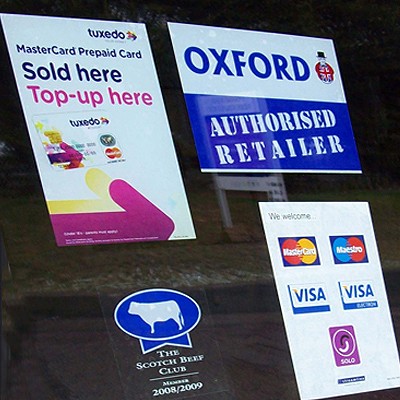 tuxedo
MasterCard Prepaid Card
Sold here
Top-up here
tuxedo
MasterCard
OXFORD
AUTHORISED
RETAILER
We welcome...
MasterCard
Maestro
VISA
VISA
ELECTRON
SOLO
THE
SCOTCH BEEF
CLUB
MEMBER
2008/2009